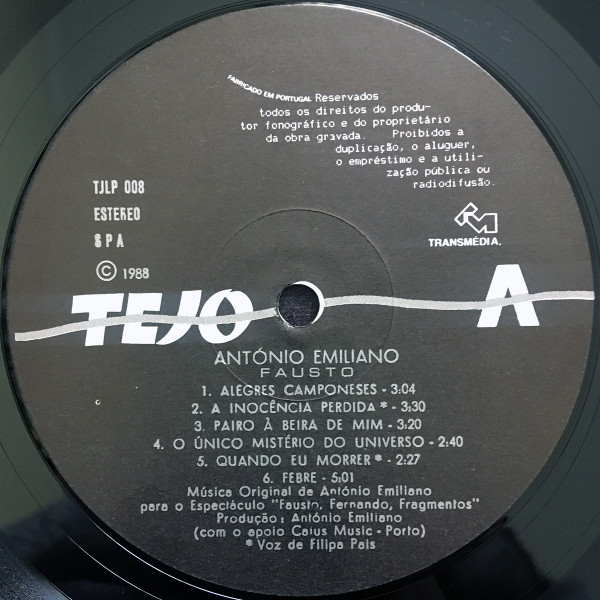 FABRICADO EM PORTUGAL Reservados
todos os direitos do produ-
tor fonográfico e do proprietário
da obra gravada. Proibidos a
duplicação, o aluguer,
o empréstimo e a utili-
zação pública ou
radiodifusão.
TJLP 008
ESTEREO
SPA
© 1988
TRANSMÉDIA.
TEJO
A
ANTÓNIO EMILIANO
FAUSTO
1. ALEGRES CAMPONESES - 3:04
2. A INOCÊNCIA PERDIDA * - 3:30
3. PAIRO À BEIRA DE MIM - 3:20
4. O ÚNICO MISTÉRIO DO UNIVERSO - 2:40
5. QUANDO EU MORRER * - 2:27
6. FEBRE - 5:01
Música Original de António Emiliano
para o Espectáculo "Fausto, Fernando, Fragmentos"
Produção: António Emiliano
(com o apoio Caius Music - Porto)
* Voz de Filipa Pais